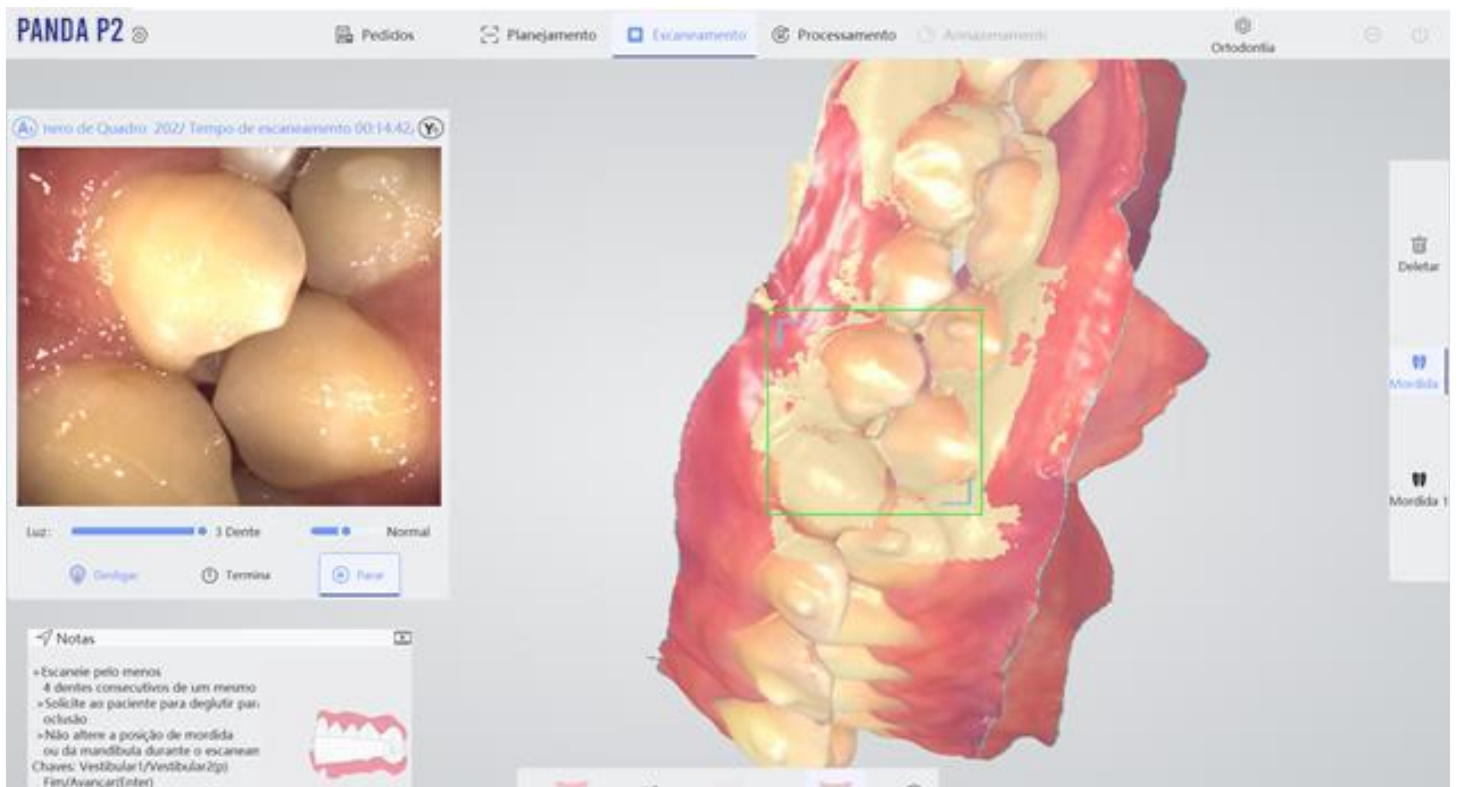 PANDA P2
Pedidos
Planejamento
Escaneamento
Processamento
Armazenamento
Ortodontia
nero de Quadro 202/ Tempo de escaneamento 00:14.42,
Luz: 3 Dente Normal
Desligar Termina Parar
Deletar
Mordida
Mordida 1
Notas
»Escaneie pelo menos
4 dentes consecutivos de um mesmo
»Solicite ao paciente para deglutir par
oclusão
»Não altere a posição de mordida
ou da mandíbula durante o escanean
Chaves: Vestibular1/Vestibular2(p)
Fim/Avançar(Enter)